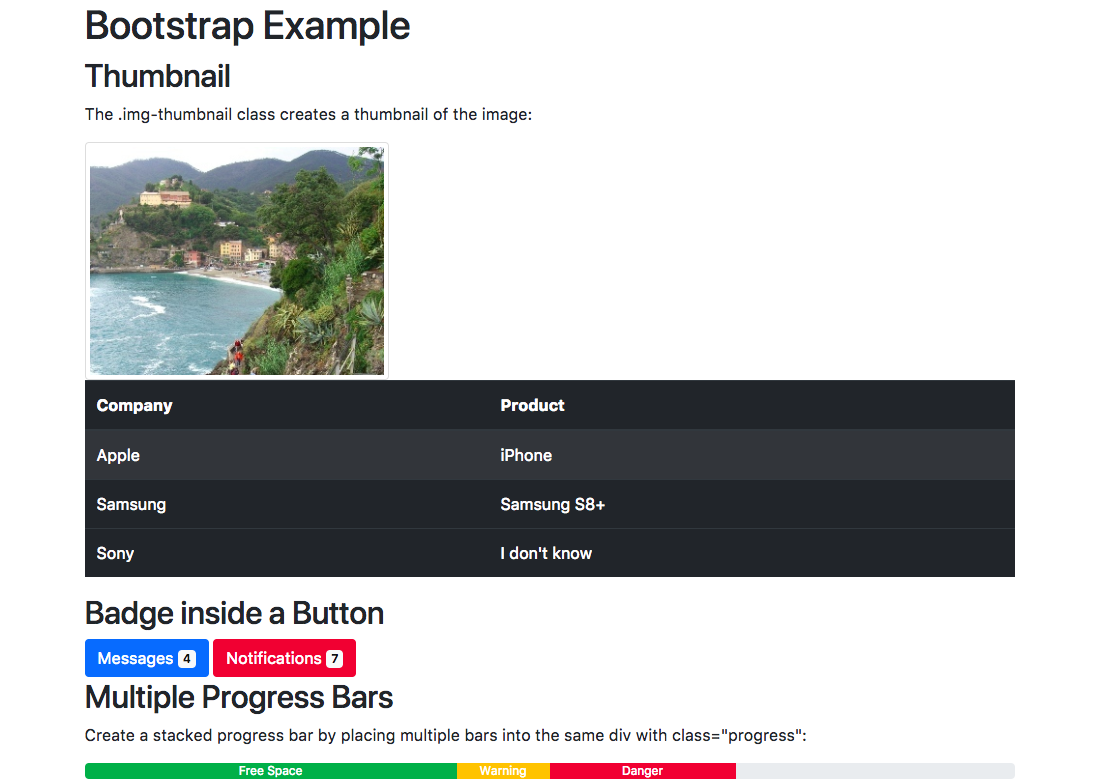 Bootstrap Example
Thumbnail
The .img-thumbnail class creates a thumbnail of the image:
Company Product
Apple iPhone
Samsung Samsung S8+
Sony I don't know
Badge inside a Button
Messages 4 Notifications 7
Multiple Progress Bars
Create a stacked progress bar by placing multiple bars into the same div with class="progress":
Free Space Warning Danger